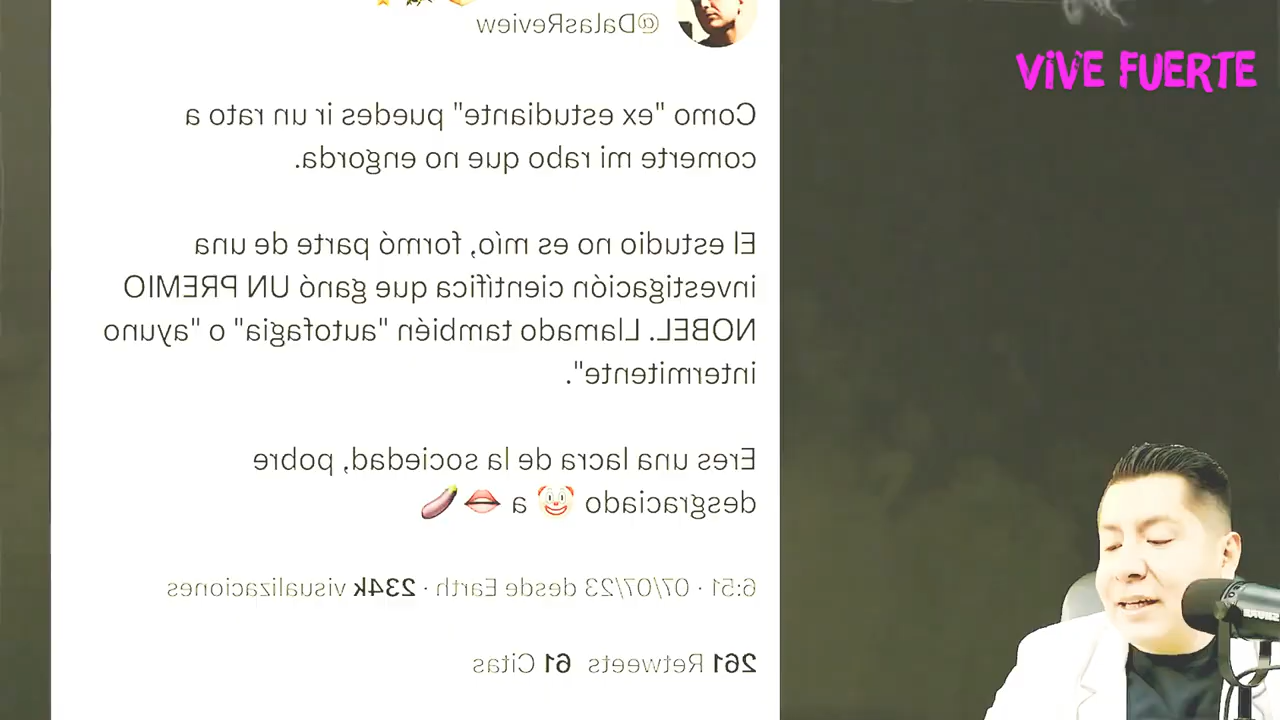 @DalasReview
VIVE FUERTE
Como "ex estudiante" puedes ir un rato a
comerte mi rabo que no engorda.
El estudio no es mío, formó parte de una
investigación científica que ganó UN PREMIO
NOBEL. Llamado también "autofagia" o "ayuno
intermitente".
Eres una lacra de la sociedad, pobre
desgraciado 🤡 a 👄 🍆
6:51 · 07/07/23 desde Earth · 234k visualizaciones
261 Retweets 61 Citas